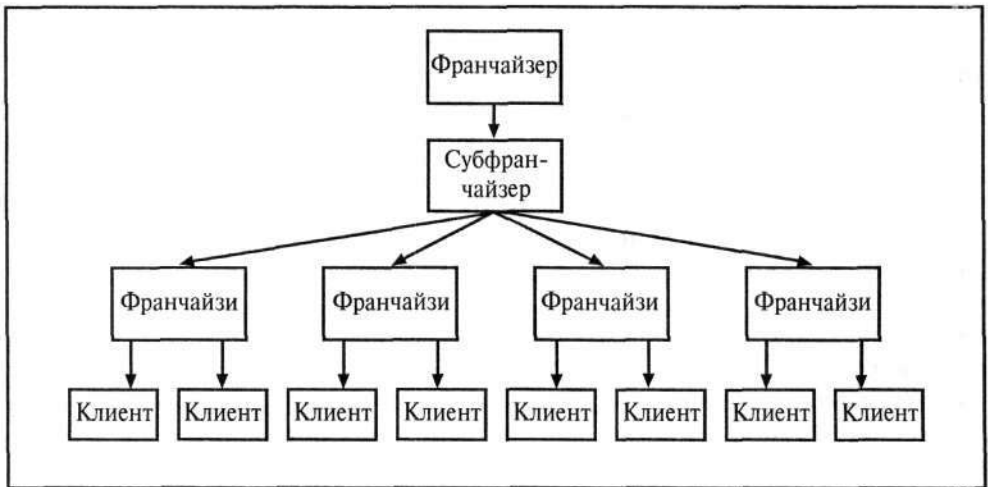 Франчайзер
Субфран-
чайзер
Франчайзи
Франчайзи
Франчайзи
Франчайзи
Клиент
Клиент
Клиент
Клиент
Клиент
Клиент
Клиент
Клиент